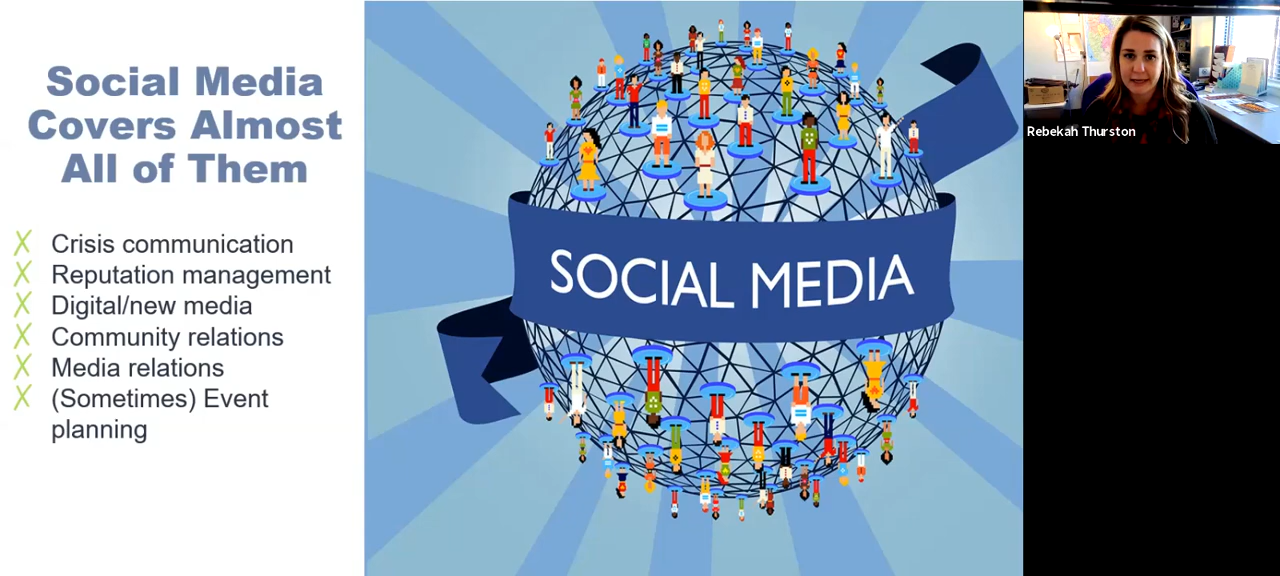 Social Media
Covers Almost
All of Them
Crisis communication
Reputation management
Digital/new media
Community relations
Media relations
(Sometimes) Event
planning
SOCIAL MEDIA
Rebekah Thurston